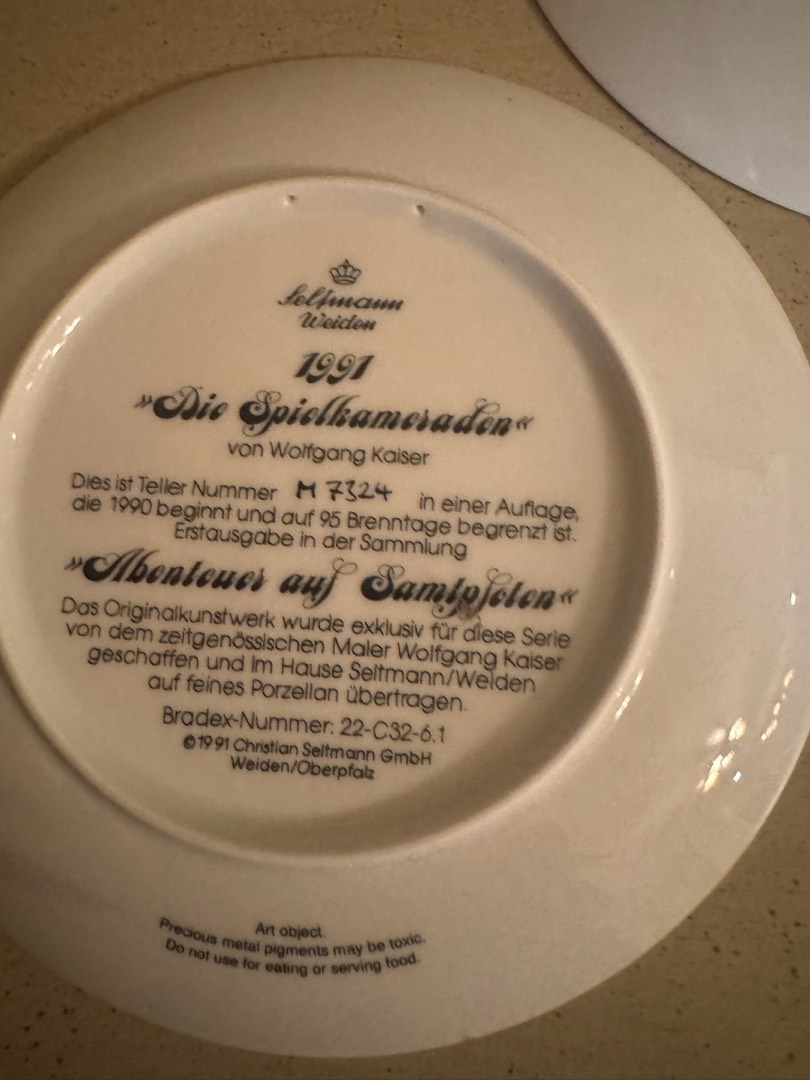 Seltmann
Weiden
1991
»Die Spielkameraden«
von Wolfgang Kaiser
Dies ist Teller Nummer M 7324 in einer Auflage,
die 1990 beginnt und auf 95 Brenntage begrenzt ist.
Erstausgabe in der Sammlung
»Abenteuer auf Samtpfoten«
Das Originalkunstwerk wurde exklusiv für diese Serie
von dem zeitgenössischen Maler Wolfgang Kaiser
geschaffen und im Hause Seltmann/Weiden
auf feines Porzellan übertragen.
Bradex-Nummer: 22-C32-6.1
©1991 Christian Seltmann GmbH
Weiden/Oberpfalz
Art object.
Precious metal pigments may be toxic.
Do not use for eating or serving food.